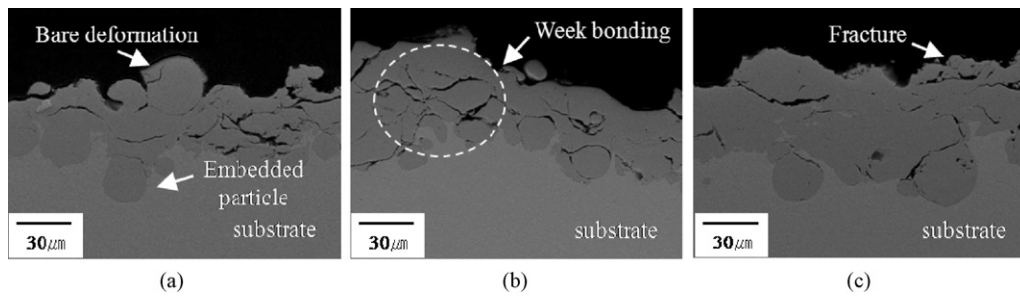 Bare deformation
Embedded
particle
substrate
30㎛
(a)
Week bonding
substrate
30㎛
(b)
Fracture
substrate
30㎛
(c)